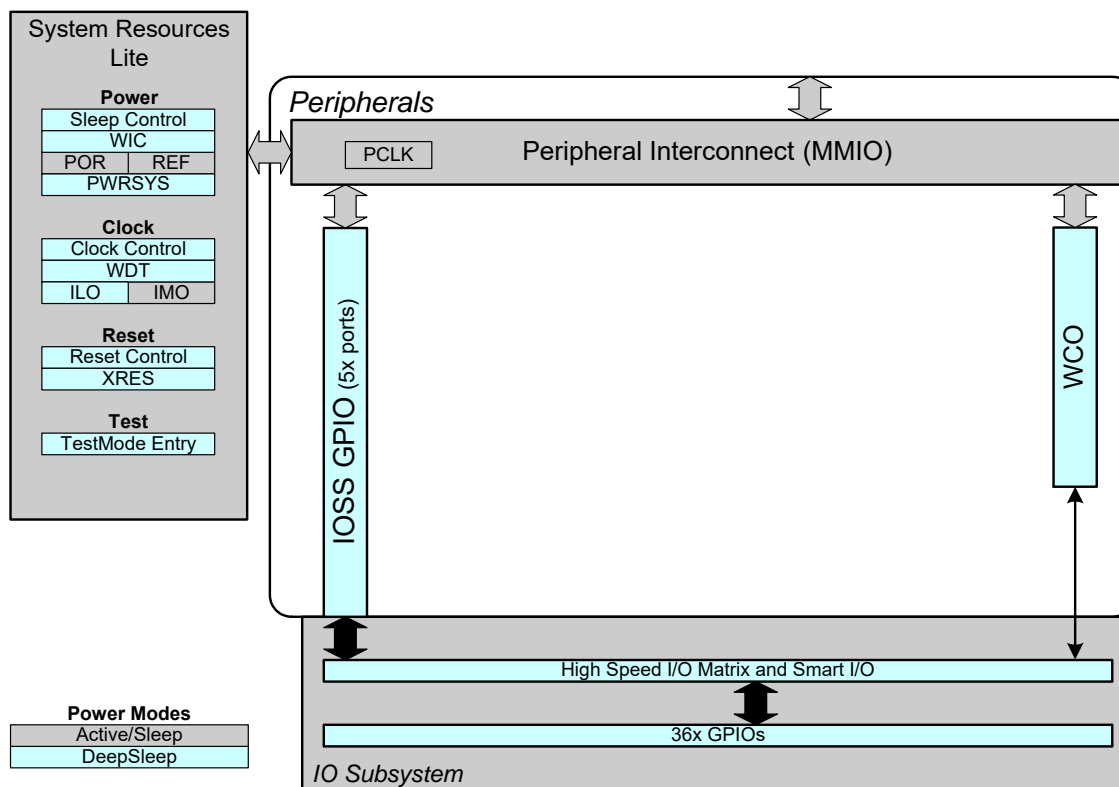 System Resources
Lite
Power
Sleep Control
WIC
POR REF
PWRSYS
Clock
Clock Control
WDT
ILO IMO
Reset
Reset Control
XRES
Test
TestMode Entry
Peripherals
PCLK
Peripheral Interconnect (MMIO)
IOSS GPIO (5x ports)
WCO
High Speed I/O Matrix and Smart I/O
36x GPIOs
IO Subsystem
Power Modes
Active/Sleep
DeepSleep